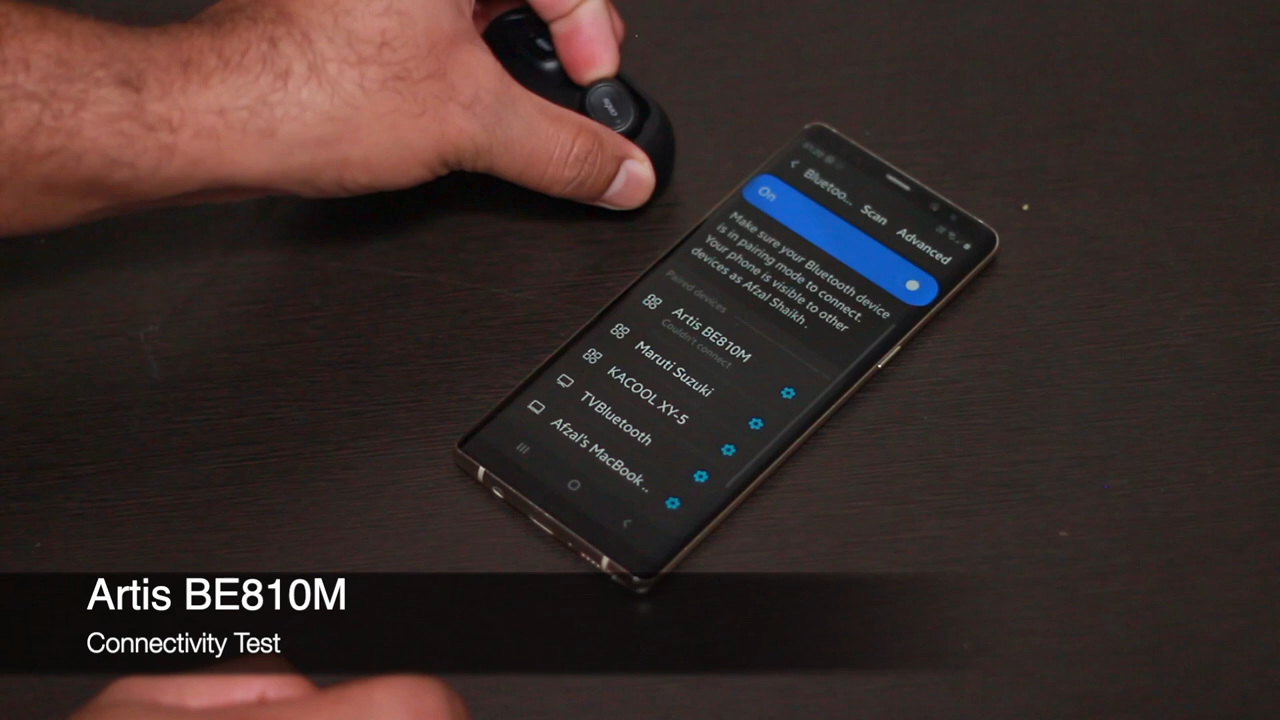 Bluetoo... Scan Advanced
On
Make sure your Bluetooth device
is in pairing mode to connect.
Your phone is visible to other
devices as Afzal Shaikh .
Paired devices
Artis BE810M
Couldn't connect
Maruti Suzuki
KACOOL XY-5
TVBluetooth
Afzal's MacBook ..
Artis BE810M
Connectivity Test